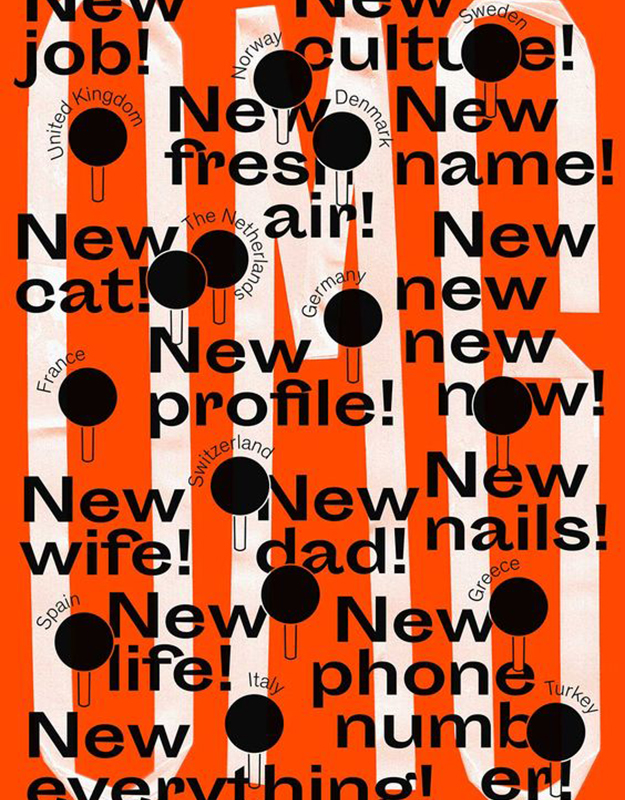 New
job!
New
culture!
Sweden
Norway
United Kingdom
New
fresh
air!
Denmark
New
name!
New
cat!
The Netherlands
New
new
new
now!
Germany
New
profile!
France
Switzerland
New
wife!
New
dad!
New
nails!
Spain
New
life!
Greece
New
phone
numb
er!
Italy
Turkey
New
everything!